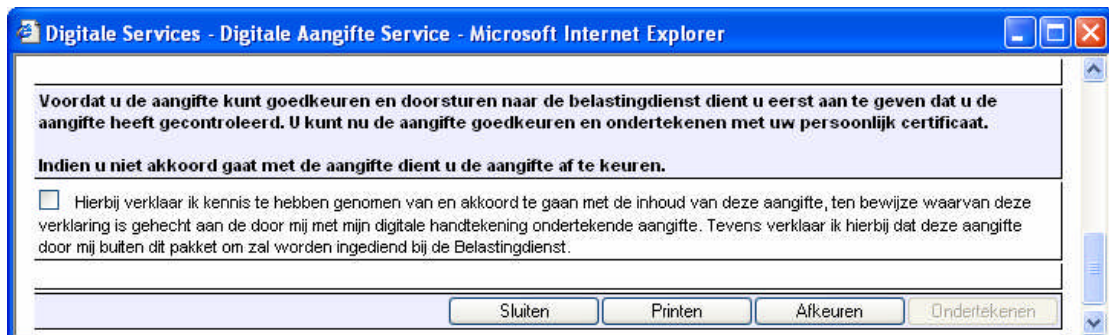 Digitale Services - Digitale Aangifte Service - Microsoft Internet Explorer
Voordat u de aangifte kunt goedkeuren en doorsturen naar de belastingdienst dient u eerst aan te geven dat u de
aangifte heeft gecontroleerd. U kunt nu de aangifte goedkeuren en ondertekenen met uw persoonlijk certificaat.
Indien u niet akkoord gaat met de aangifte dient u de aangifte af te keuren.
Hierbij verklaar ik kennis te hebben genomen van en akkoord te gaan met de inhoud van deze aangifte, ten bewijze waarvan deze
verklaring is gehecht aan de door mij met mijn digitale handtekening ondertekende aangifte. Tevens verklaar ik hierbij dat deze aangifte
door mij buiten dit pakket om zal worden ingediend bij de Belastingdienst.
Sluiten Printen Afkeuren Ondertekenen